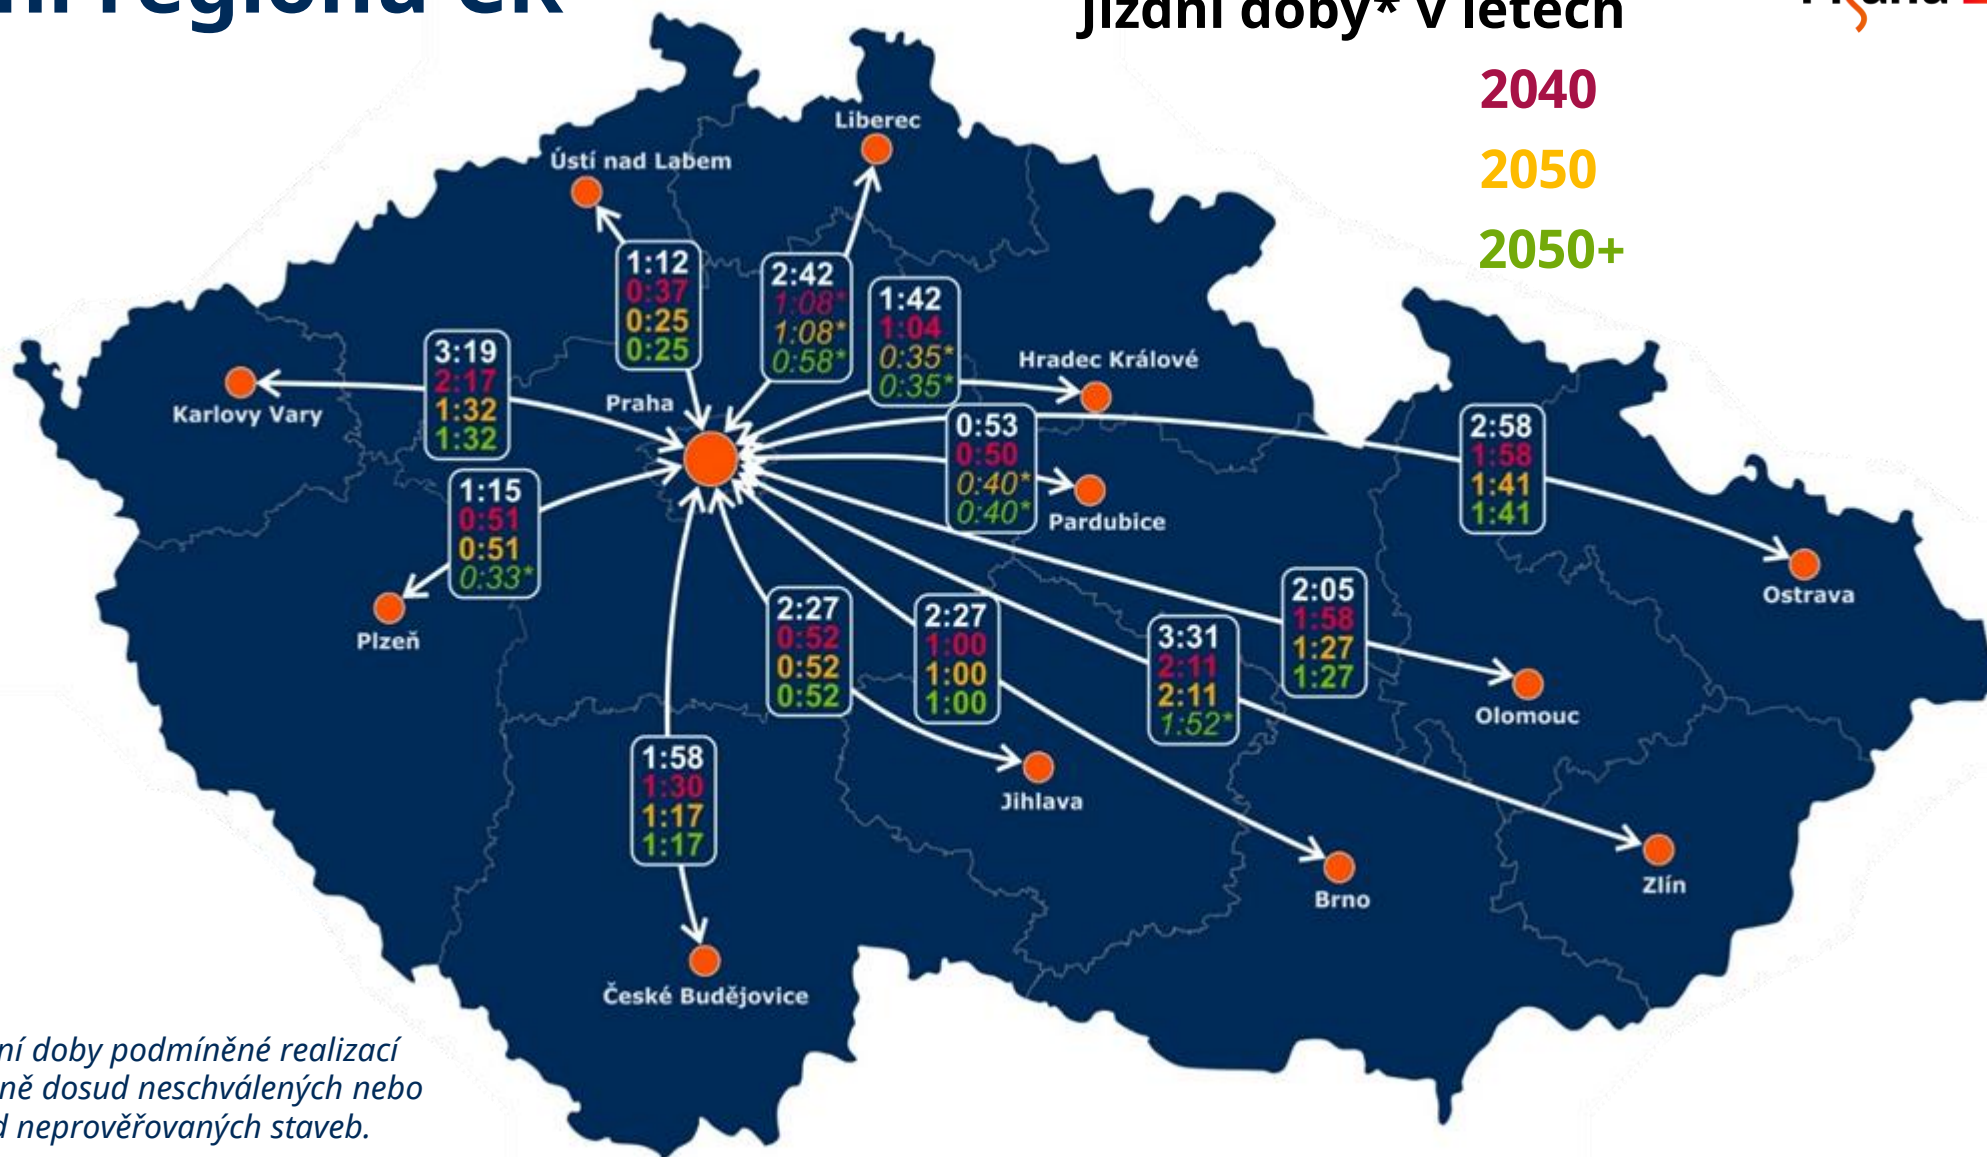 ní regionů ČR
Jízdní doby* v letech
2040
2050
2050+
Liberec
Ústí nad Labem
1:12
0:37
0:25
0:25
2:42
1:08*
1:08*
0:58*
1:42
1:04
0:35*
0:35*
Hradec Králové
3:19
2:17
1:32
1:32
Karlovy Vary
Praha
0:53
0:50
0:40*
0:40*
Pardubice
2:58
1:58
1:41
1:41
Ostrava
1:15
0:51
0:51
0:33*
Plzeň
2:27
0:52
0:52
0:52
2:27
1:00
1:00
1:00
3:31
2:11
2:11
1:52*
2:05
1:58
1:27
1:27
Olomouc
1:58
1:30
1:17
1:17
Jihlava
Brno
Zlín
České Budějovice
ní doby podmíněné realizací
ně dosud neschválených nebo
d neprověřovaných staveb.